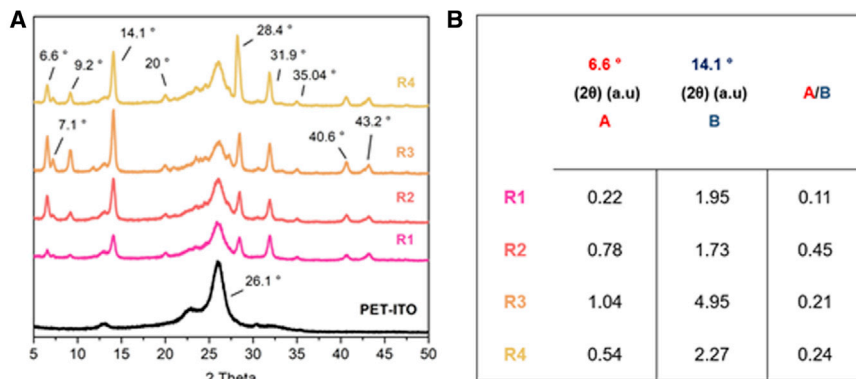 A
14.1 °
28.4 °
6.6 °
9.2 °
20 °
31.9 °
35.04 °
R4
7.1 °
40.6 °
43.2 °
R3
R2
R1
26.1 °
PET-ITO
5 10 15 20 25 30 35 40 45 50
2 Theta
B
6.6 ° 14.1 °
(2θ) (a.u) (2θ) (a.u) A/B
A B
R1 0.22 1.95 0.11
R2 0.78 1.73 0.45
R3 1.04 4.95 0.21
R4 0.54 2.27 0.24